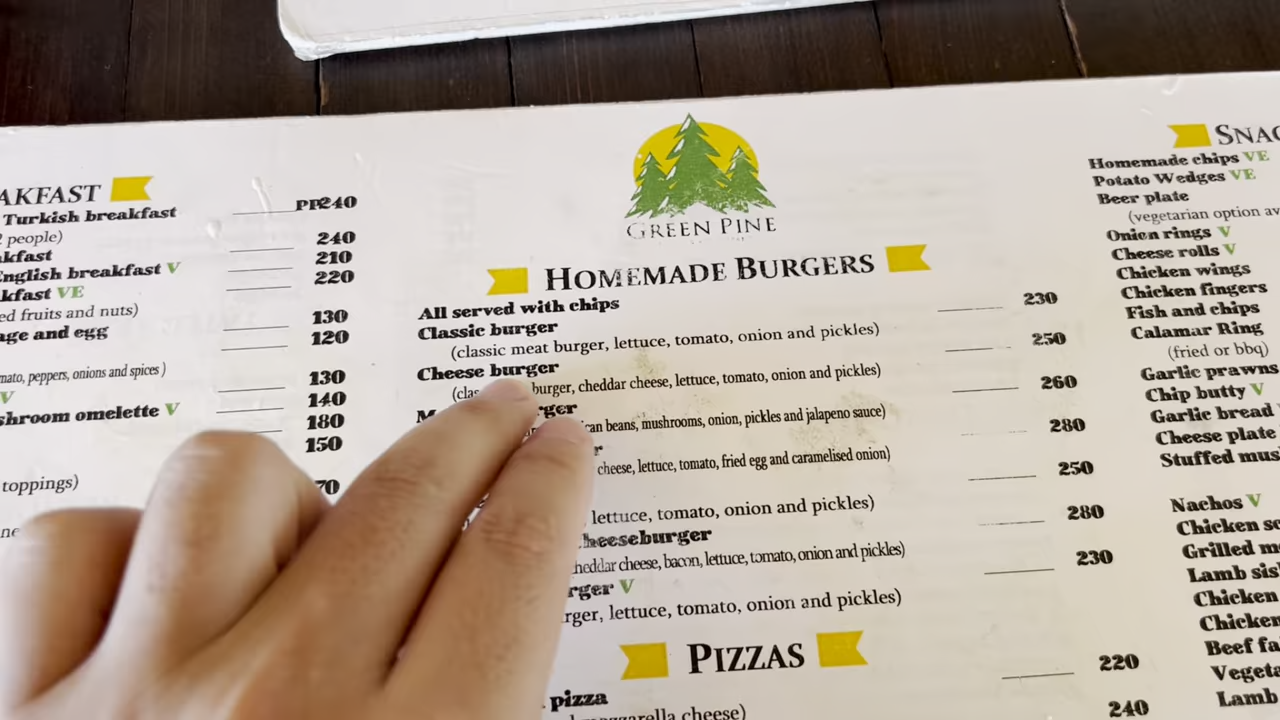 AKFAST
Turkish breakfast PP240
2 people)
kfast 240
English breakfast V 210
kfast VE 220
ed fruits and nuts)
age and egg 130
120
mato, peppers, onions and spices ) 130
V 140
shroom omelette V 180
150
toppings) 70
GREEN PINE
HOMEMADE BURGERS
All served with chips
Classic burger 230
(classic meat burger, lettuce, tomato, onion and pickles)
Cheese burger 250
burger, cheddar cheese, lettuce, tomato, onion and pickles)
rger 260
beans, mushrooms, onion, pickles and jalapeno sauce)
280
cheese, lettuce, tomato, fried egg and caramelised onion)
250
lettuce, tomato, onion and pickles)
heeseburger 280
heddar cheese, bacon, lettuce, tomato, onion and pickles)
rger V 230
rger, lettuce, tomato, onion and pickles)
PIZZAS
pizza 220
mozzarella cheese)
240
SNAC
Homemade chips VE
Potato Wedges VE
Beer plate
(vegetarian option av
Onion rings V
Cheese rolls V
Chicken wings
Chicken fingers
Fish and chips
Calamar Ring
(fried or bbq)
Garlic prawns
Chip butty V
Garlic bread
Cheese plate
Stuffed mus
Nachos V
Chicken
Grilled
Lamb sis
Chicken
Chicken
Beef fa
Vegeta
Lamb